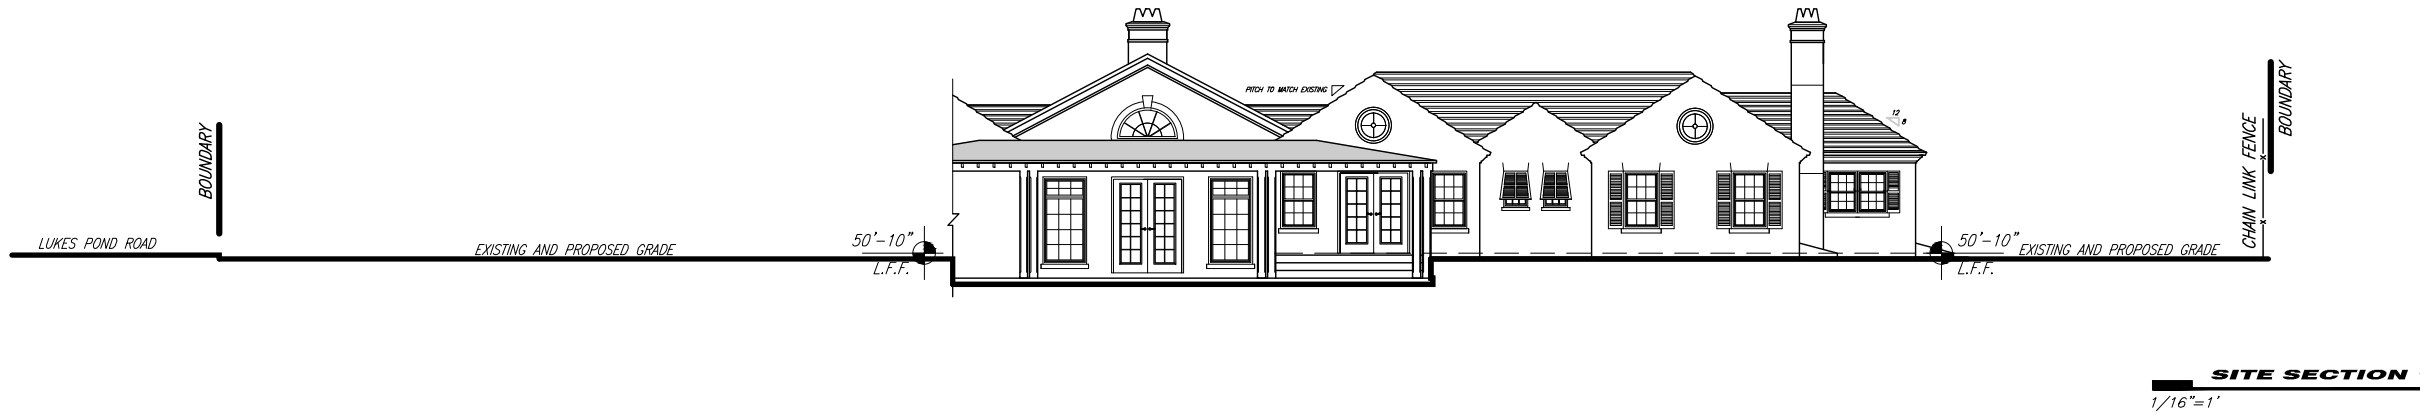 PITCH TO MATCH EXISTING
12
8
BOUNDARY
BOUNDARY
CHAIN LINK FENCE
LUKES POND ROAD
EXISTING AND PROPOSED GRADE
50'-10"
L.F.F.
50'-10"
L.F.F.
EXISTING AND PROPOSED GRADE
SITE SECTION
1/16"=1'